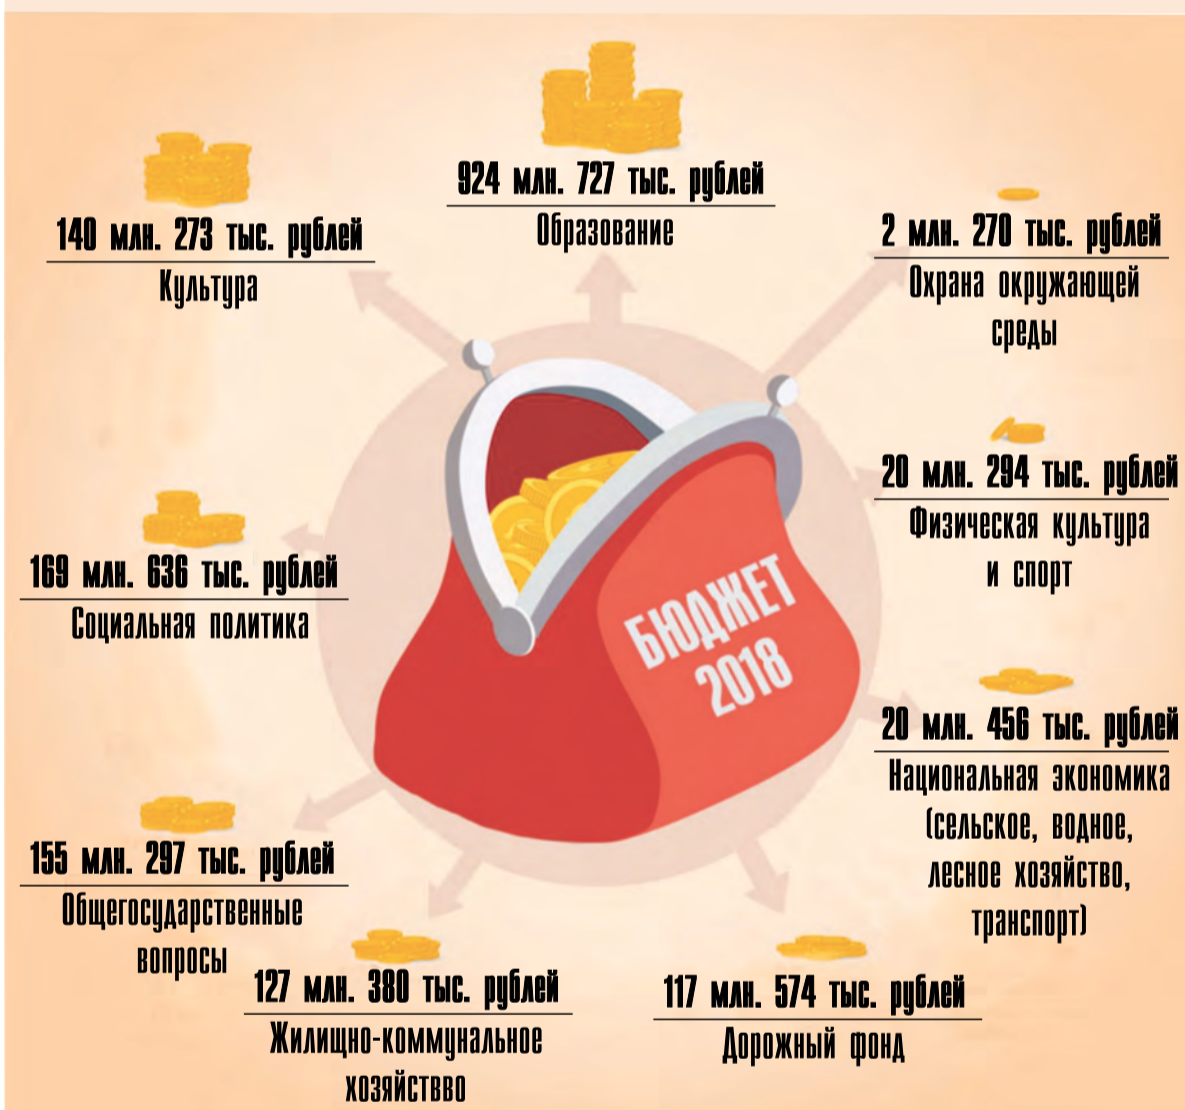 924 млн. 727 тыс. рублей
Образование
140 млн. 273 тыс. рублей
Культура
2 млн. 270 тыс. рублей
Охрана окружающей
среды
20 млн. 294 тыс. рублей
Физическая культура
и спорт
169 млн. 636 тыс. рублей
Социальная политика
БЮДЖЕТ
2018
20 млн. 456 тыс. рублей
Национальная экономика
(сельское, водное,
лесное хозяйство,
транспорт)
155 млн. 297 тыс. рублей
Общегосударственные
вопросы
127 млн. 380 тыс. рублей
Жилищно-коммунальное
хозяйствво
117 млн. 574 тыс. рублей
Дорожный фонд